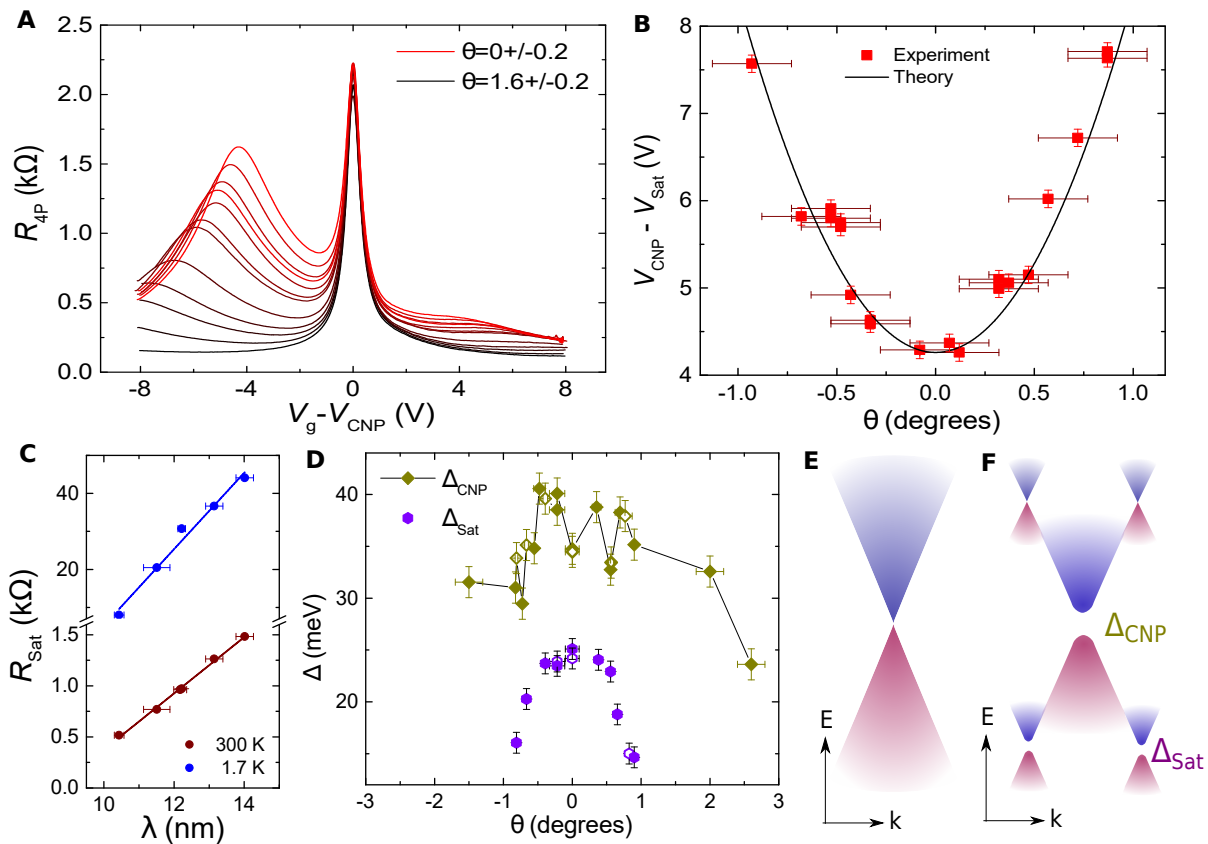 A
2.5
2.0
1.5
1.0
0.5
0.0
R4P (kΩ)
θ=0+/-0.2
θ=1.6+/-0.2
-8 -4 0 4 8
Vg-VCNP (V)
B
8
7
6
5
4
VCNP - VSat (V)
Experiment
Theory
-1.0 -0.5 0.0 0.5 1.0
θ (degrees)
C
40
20
1.5
1.0
0.5
0.0
RSat (kΩ)
300 K
1.7 K
10 12 14
λ (nm)
D
40
30
20
Δ (meV)
ΔCNP
ΔSat
-3 -2 -1 0 1 2 3
θ (degrees)
E
E
k
F
ΔCNP
ΔSat
E
k